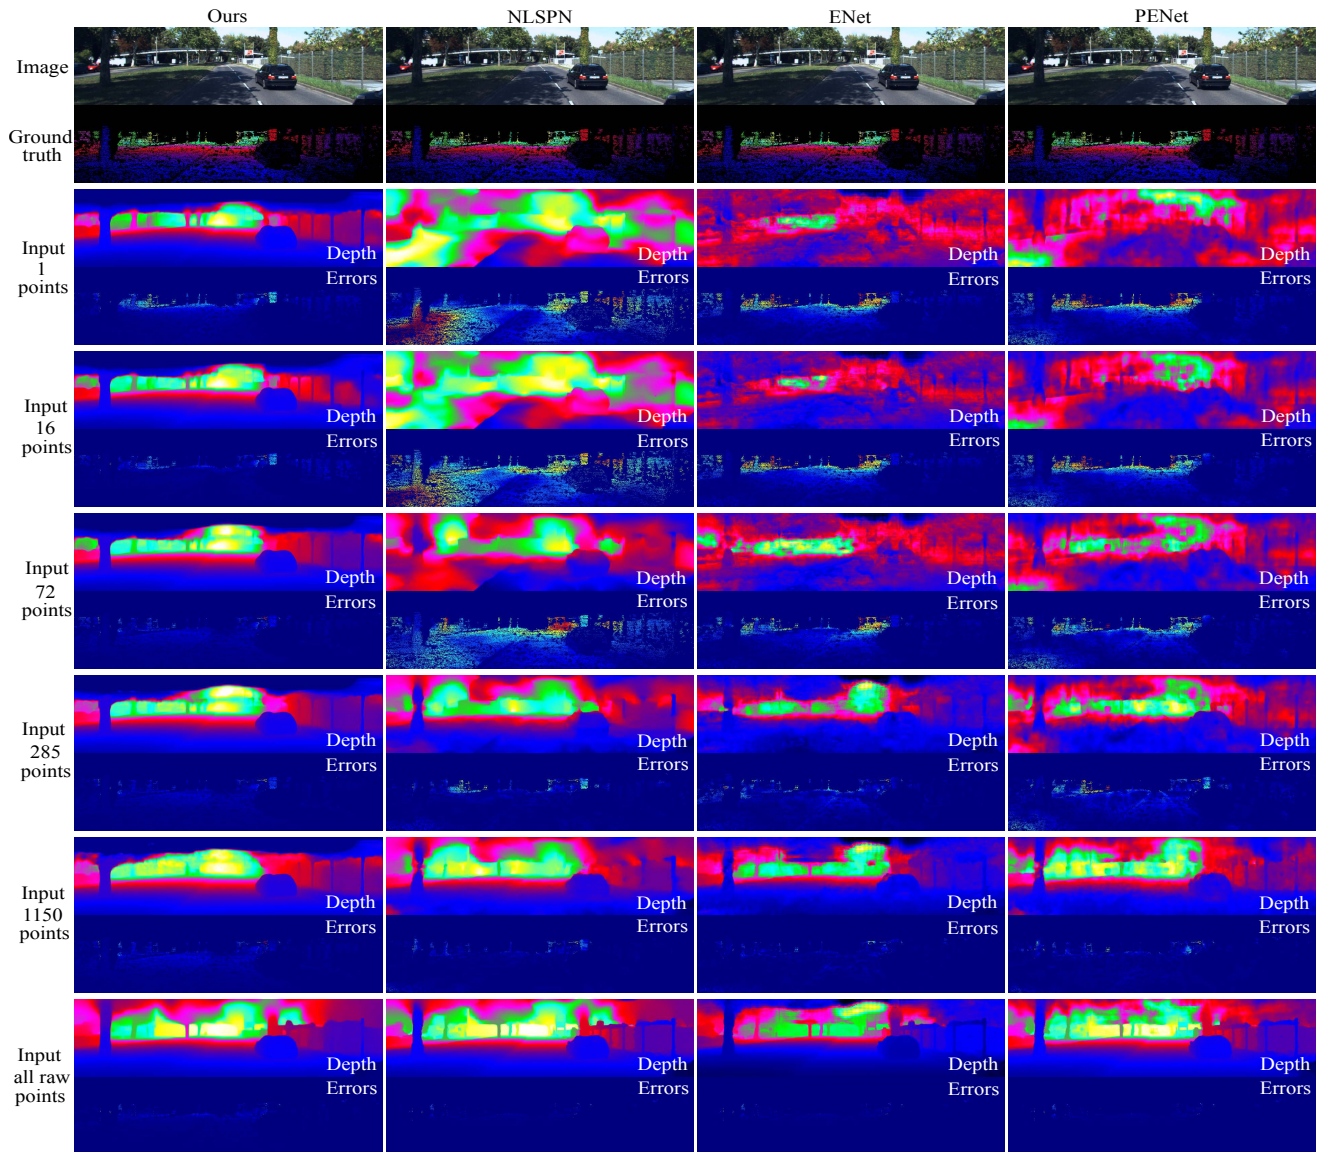 Ours NLSPN ENet PENet
Image
Ground
truth
Input
1
points
Depth Depth Depth Depth
Errors Errors Errors Errors
Input
16
points
Depth Depth Depth Depth
Errors Errors Errors Errors
Input
72
points
Depth Depth Depth Depth
Errors Errors Errors Errors
Input
285
points
Depth Depth Depth Depth
Errors Errors Errors Errors
Input
1150
points
Depth Depth Depth Depth
Errors Errors Errors Errors
Input
all raw
points
Depth Depth Depth Depth
Errors Errors Errors Errors